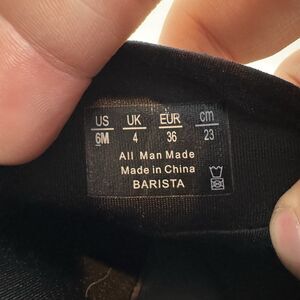 US UK EUR cm
6M 4 36 23
All Man Made
Made in China
BARISTA